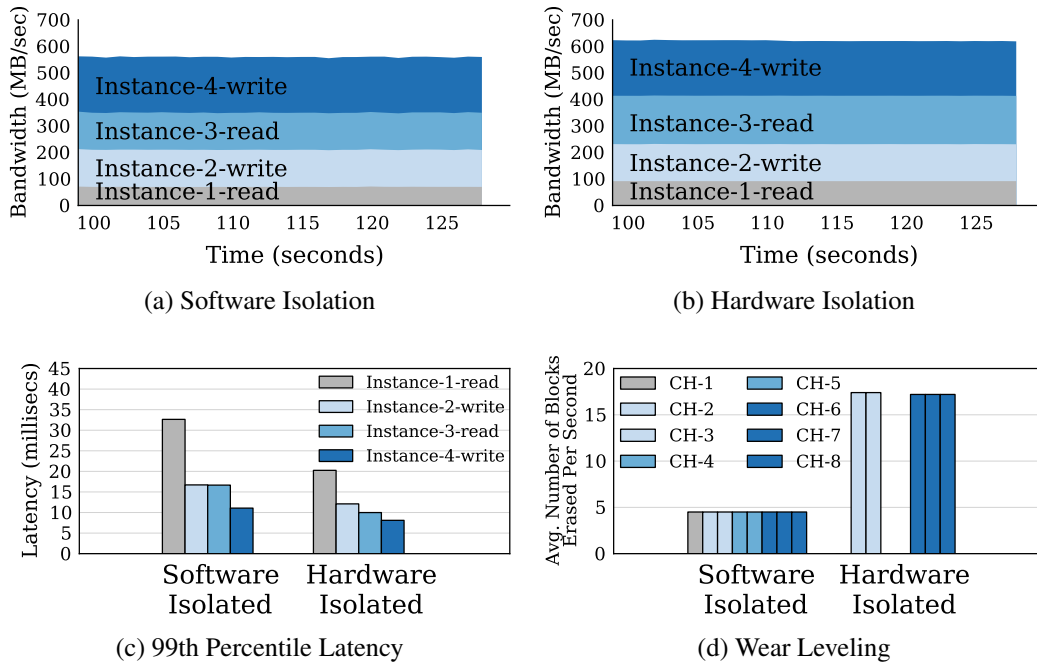 Bandwidth (MB/sec)
700
600
500
400
300
200
100
0
Instance-4-write
Instance-3-read
Instance-2-write
Instance-1-read
100 105 110 115 120 125
Time (seconds)
(a) Software Isolation
Bandwidth (MB/sec)
700
600
500
400
300
200
100
0
Instance-4-write
Instance-3-read
Instance-2-write
Instance-1-read
100 105 110 115 120 125
Time (seconds)
(b) Hardware Isolation
Latency (millisecs)
45
40
35
30
25
20
15
10
5
0
Instance-1-read
Instance-2-write
Instance-3-read
Instance-4-write
Software Hardware
Isolated Isolated
(c) 99th Percentile Latency
Avg. Number of Blocks
Erased Per Second
20
15
10
5
0
CH-1 CH-5
CH-2 CH-6
CH-3 CH-7
CH-4 CH-8
Software Hardware
Isolated Isolated
(d) Wear Leveling